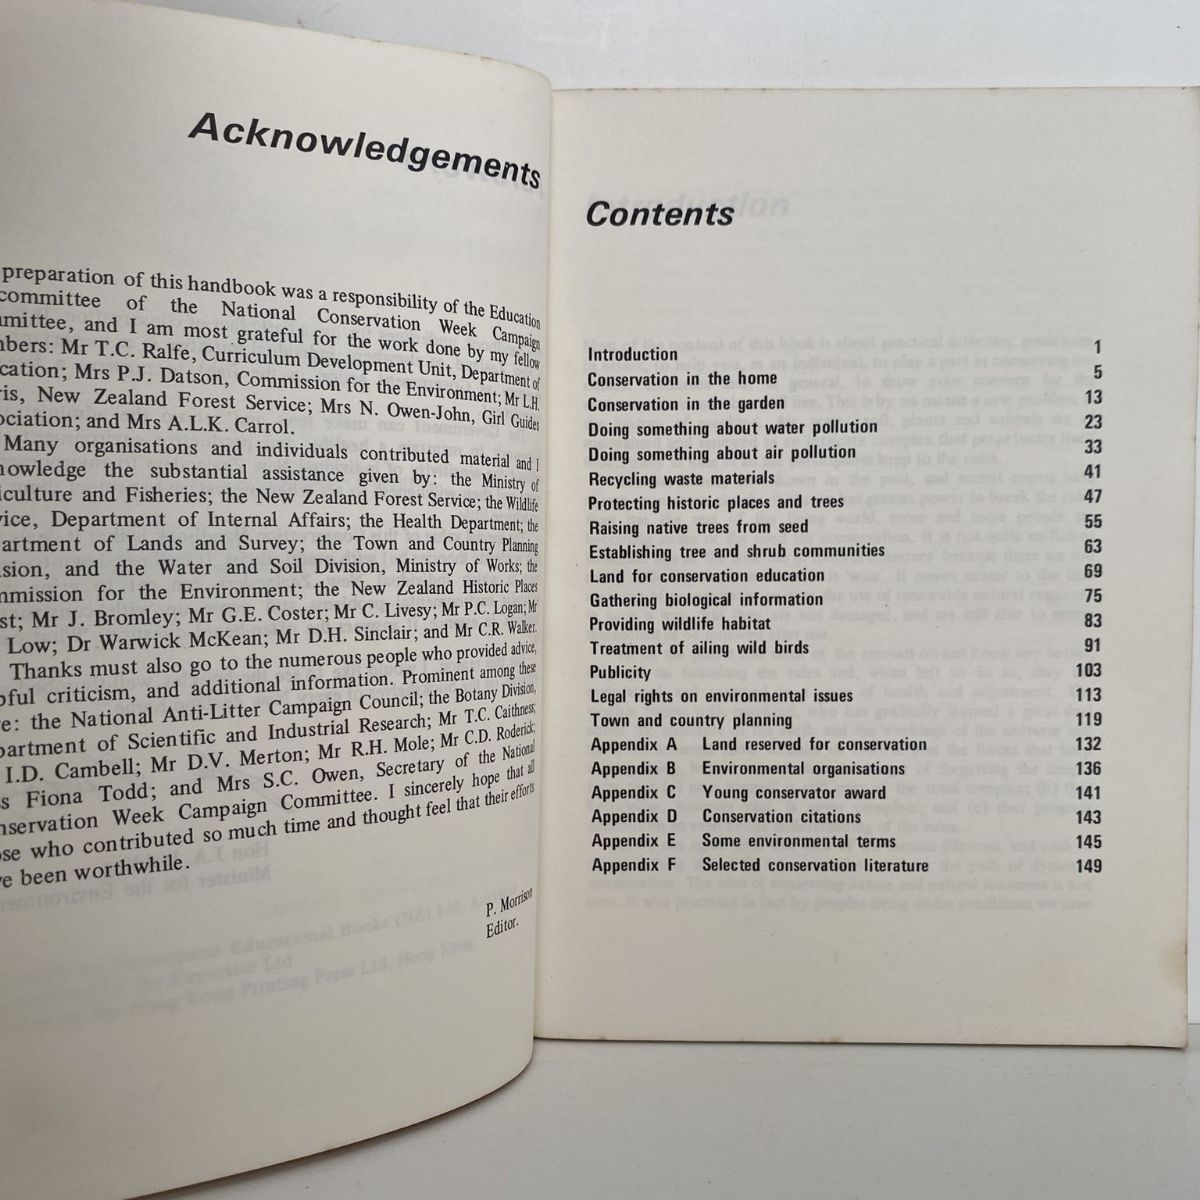 Acknowledgements
preparation of this handbook was a responsibility of the Education
committee of the National Conservation Week Campaign
mmittee, and I am most grateful for the work done by my fellow
mbers: Mr T.C. Ralfe, Curriculum Development Unit, Department of
cation; Mrs P.J. Datson, Commission for the Environment; Mr L.H.
ris, New Zealand Forest Service; Mrs N. Owen-John, Girl Guides
ociation; and Mrs A.L.K. Carrol.
Many organisations and individuals contributed material and I
nowledge the substantial assistance given by: the Ministry of
iculture and Fisheries; the New Zealand Forest Service; the Wildlife
vice, Department of Internal Affairs; the Health Department; the
artment of Lands and Survey; the Town and Country Planning
ision, and the Water and Soil Division, Ministry of Works; the
mmission for the Environment; the New Zealand Historic Places
st; Mr J. Bromley; Mr G.E. Coster; Mr C. Livesy; Mr P.C. Logan; Mr
Low; Dr Warwick McKean; Mr D.H. Sinclair; and Mr C.R. Walker.
Thanks must also go to the numerous people who provided advice,
pful criticism, and additional information. Prominent among these
re: the National Anti-Litter Campaign Council; the Botany Division,
partment of Scientific and Industrial Research; Mr T.C. Caithness;
I.D. Cambell; Mr D.V. Merton; Mr R.H. Mole; Mr C.D. Roderick;
s Fiona Todd; and Mrs S.C. Owen, Secretary of the National
nservation Week Campaign Committee. I sincerely hope that all
ose who contributed so much time and thought feel that their efforts
ve been worthwhile.
P. Morrison
Editor.
Contents
Introduction 1
Conservation in the home 5
Conservation in the garden 13
Doing something about water pollution 23
Doing something about air pollution 33
Recycling waste materials 41
Protecting historic places and trees 47
Raising native trees from seed 55
Establishing tree and shrub communities 63
Land for conservation education 69
Gathering biological information 75
Providing wildlife habitat 83
Treatment of ailing wild birds 91
Publicity 103
Legal rights on environmental issues 113
Town and country planning 119
Appendix A Land reserved for conservation 132
Appendix B Environmental organisations 136
Appendix C Young conservator award 141
Appendix D Conservation citations 143
Appendix E Some environmental terms 145
Appendix F Selected conservation literature 149